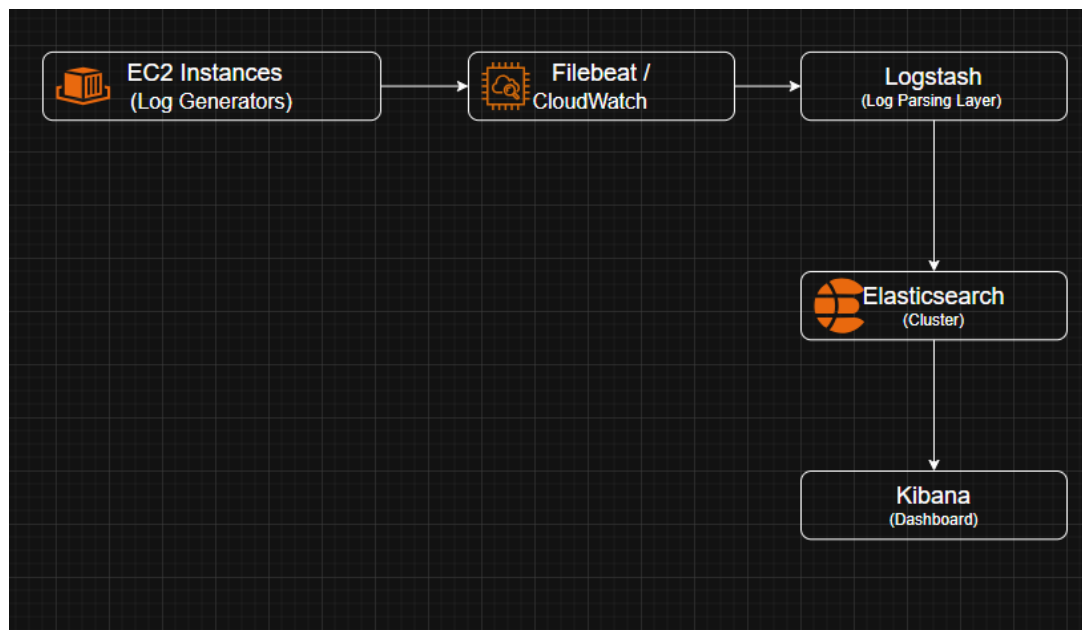 EC2 Instances
(Log Generators)
Filebeat /
CloudWatch
Logstash
(Log Parsing Layer)
Elasticsearch
(Cluster)
Kibana
(Dashboard)